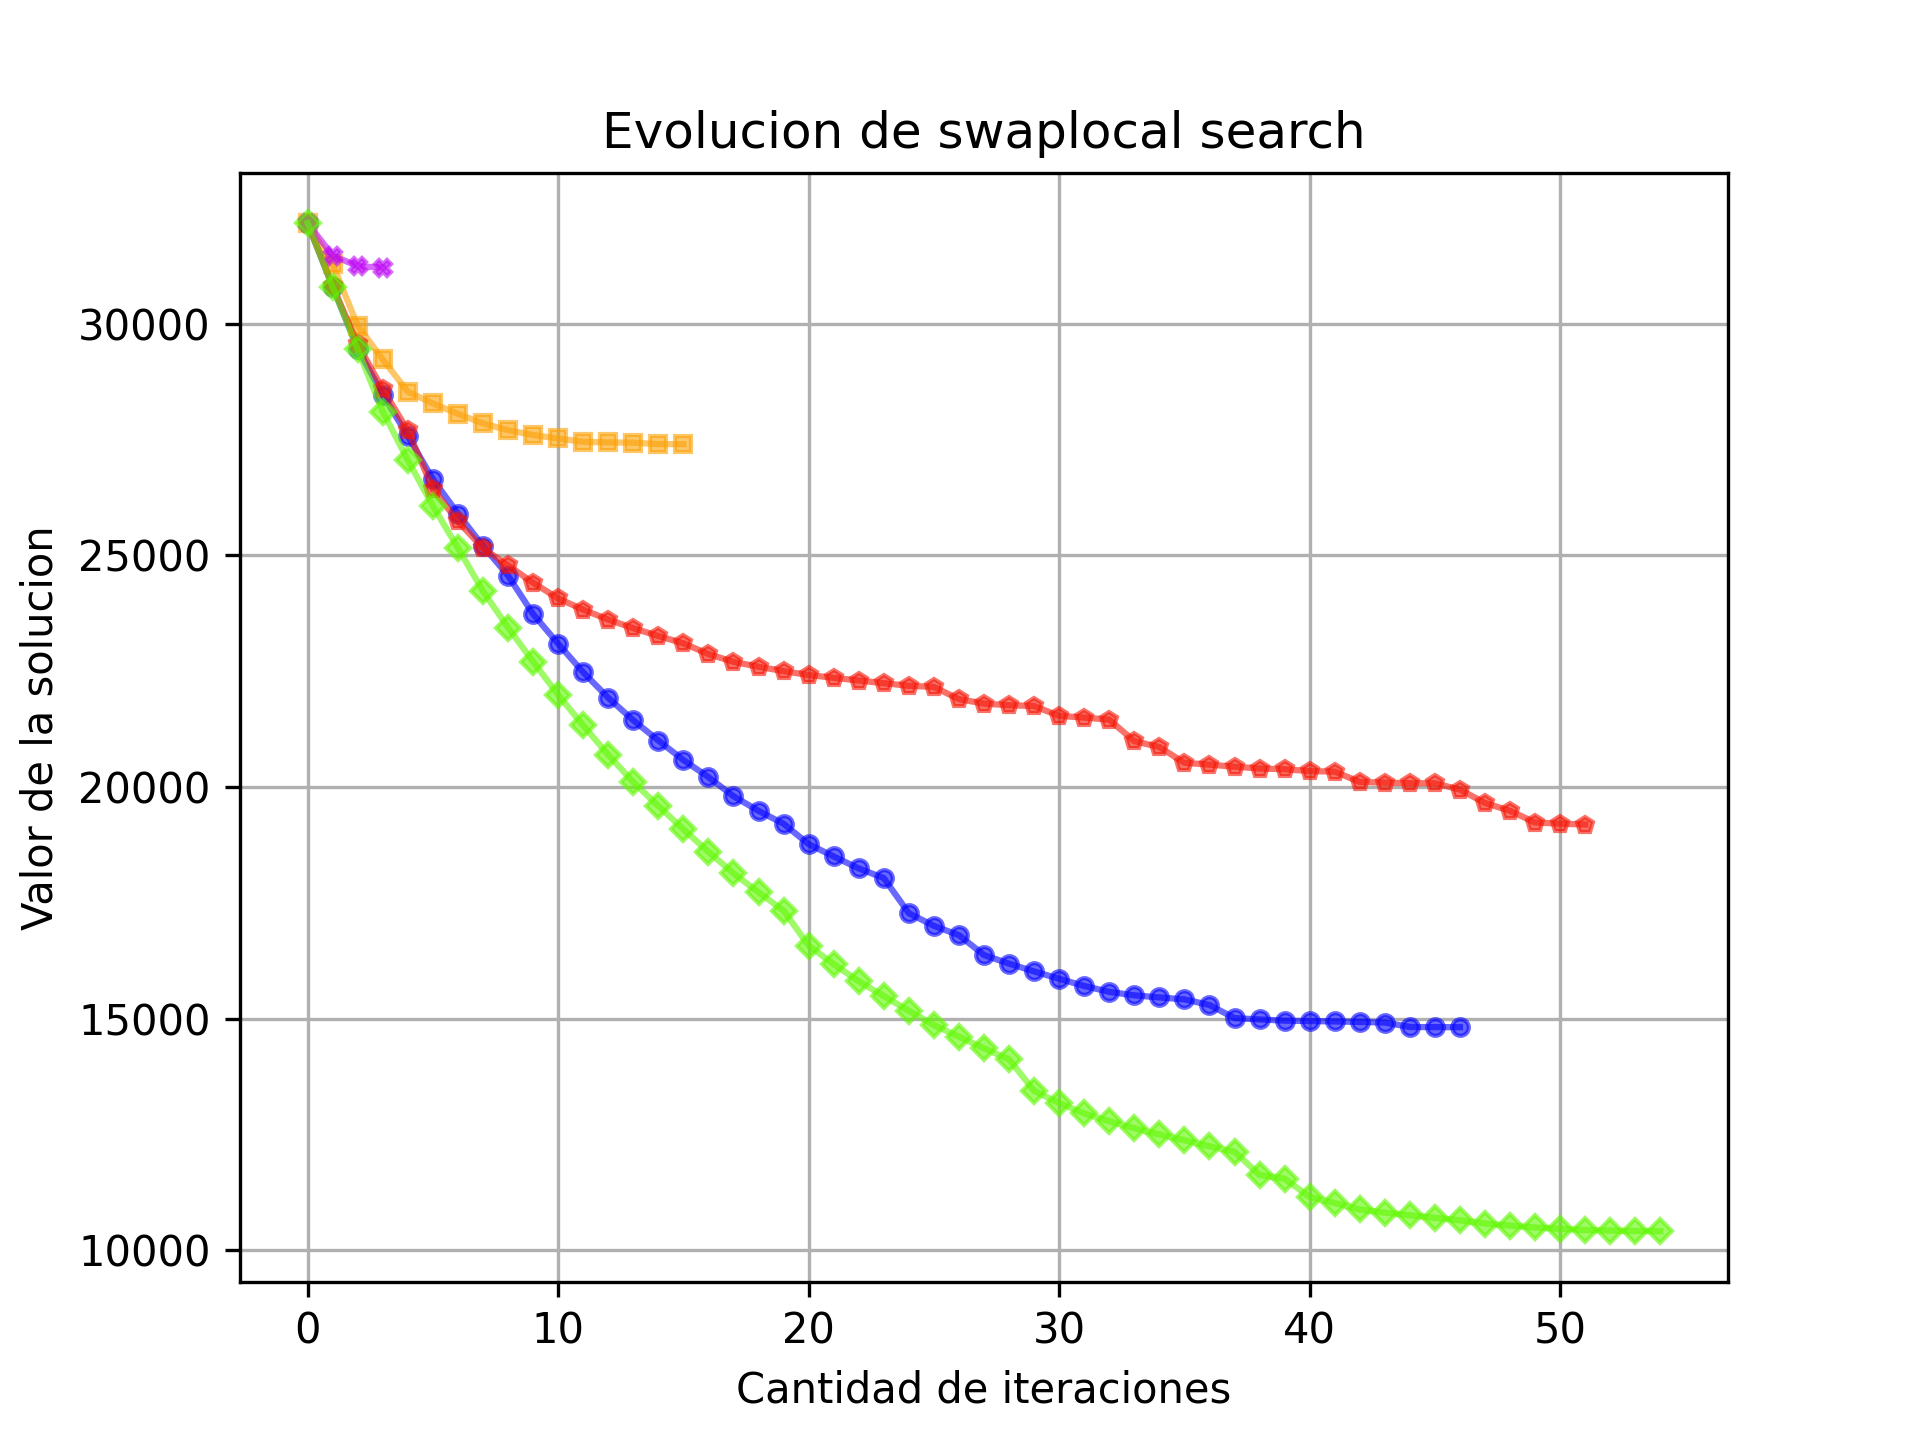 Evolucion de swaplocal search
Valor de la solucion
30000
25000
20000
15000
10000
0 10 20 30 40 50
Cantidad de iteraciones